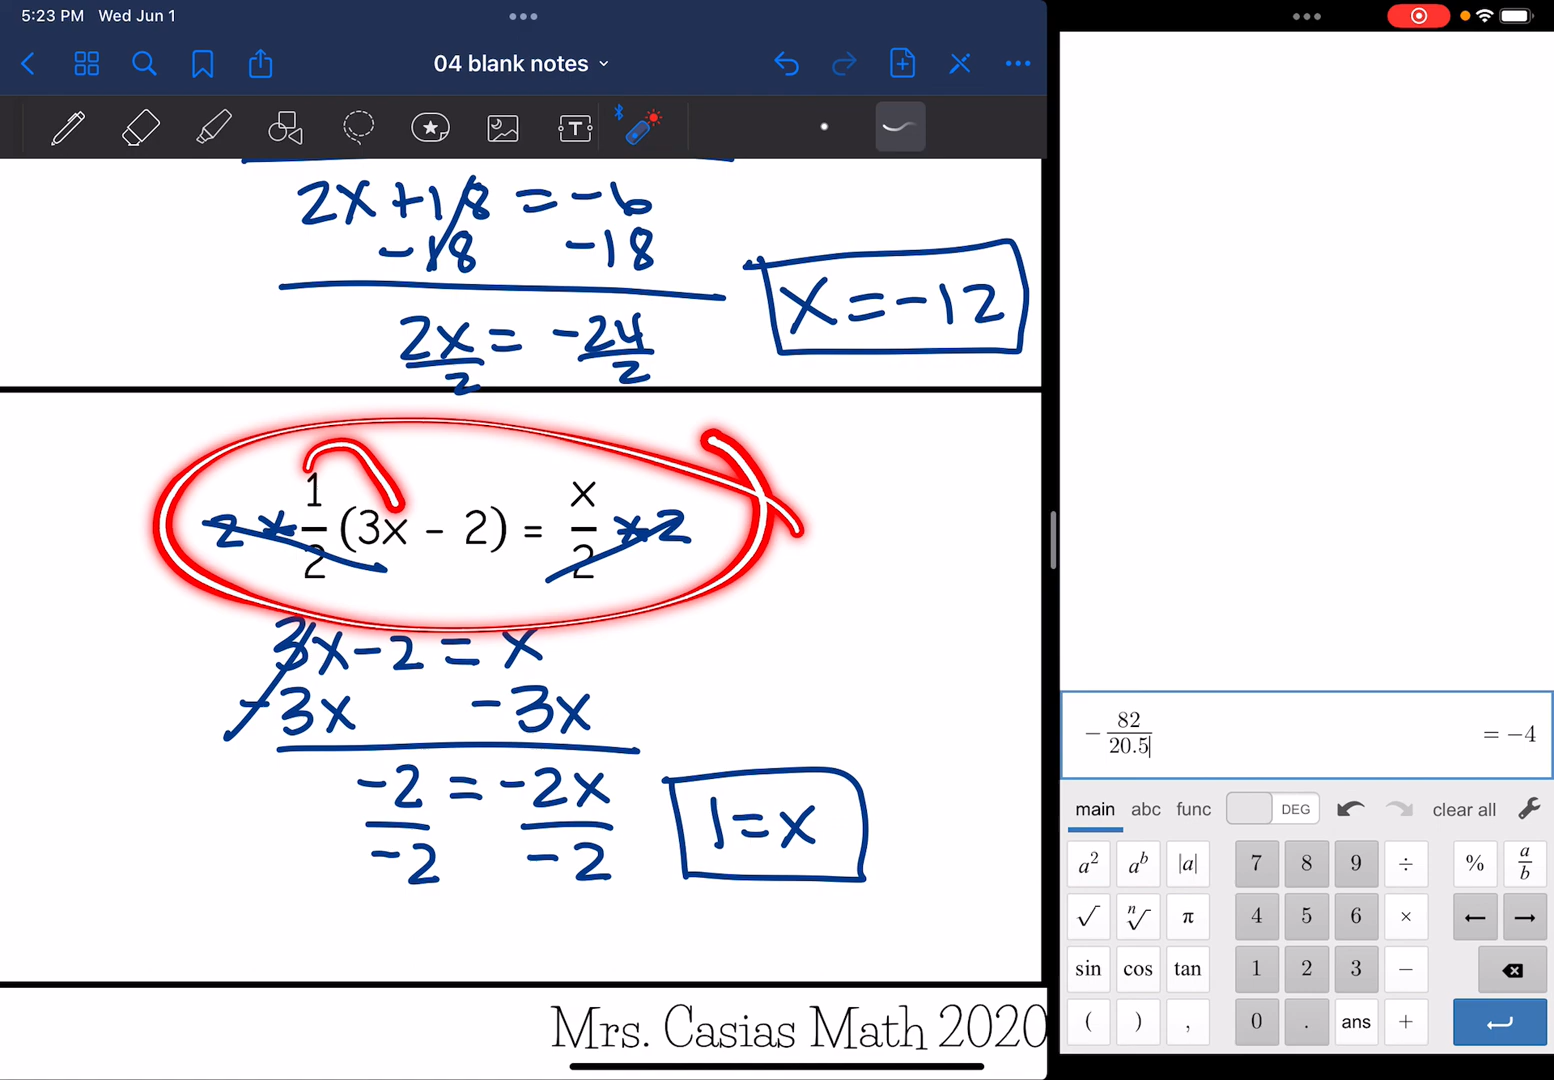 5:23 PM Wed Jun 1
04 blank notes
T
2x + 18 = -6
-18 -18
2x = -24
2 2
x = -12
2 × 1/2 (3x - 2) = x/2 × 2
3x - 2 = x
-3x -3x
-2 = -2x
-2 -2
1 = x
Mrs. Casias Math 2020
- 82/20.5 = -4
main abc func DEG clear all
a² aᵇ |a| 7 8 9 ÷ % a/b
√ ⁿ√ π 4 5 6 × ← →
sin cos tan 1 2 3 −
( ) , 0 . ans +